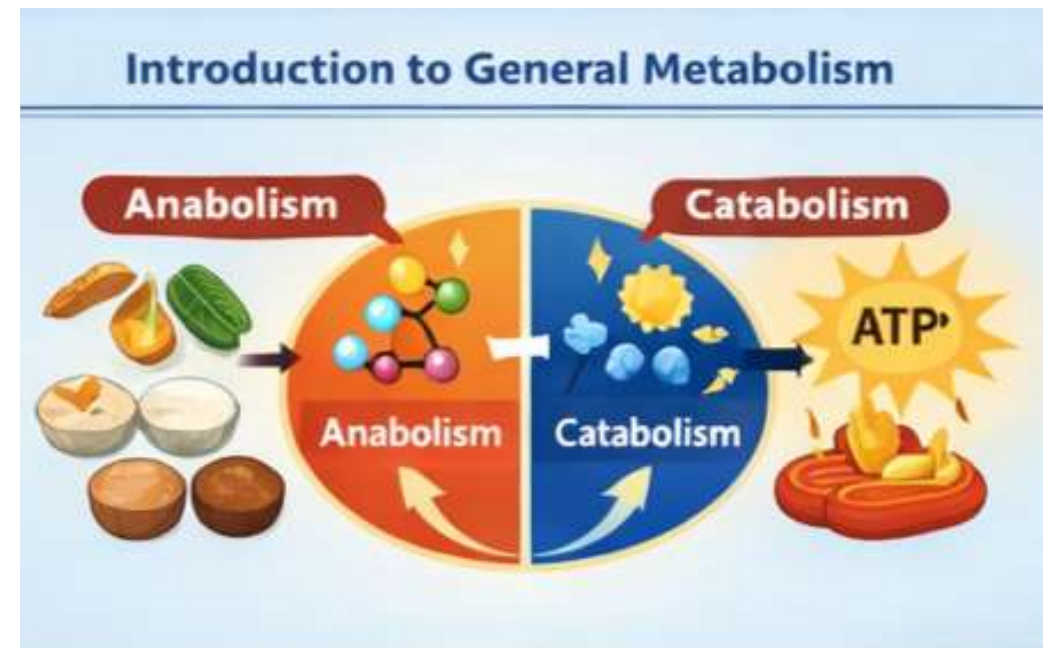 Introduction to General Metabolism
Anabolism
Catabolism
ATP
Anabolism
Catabolism